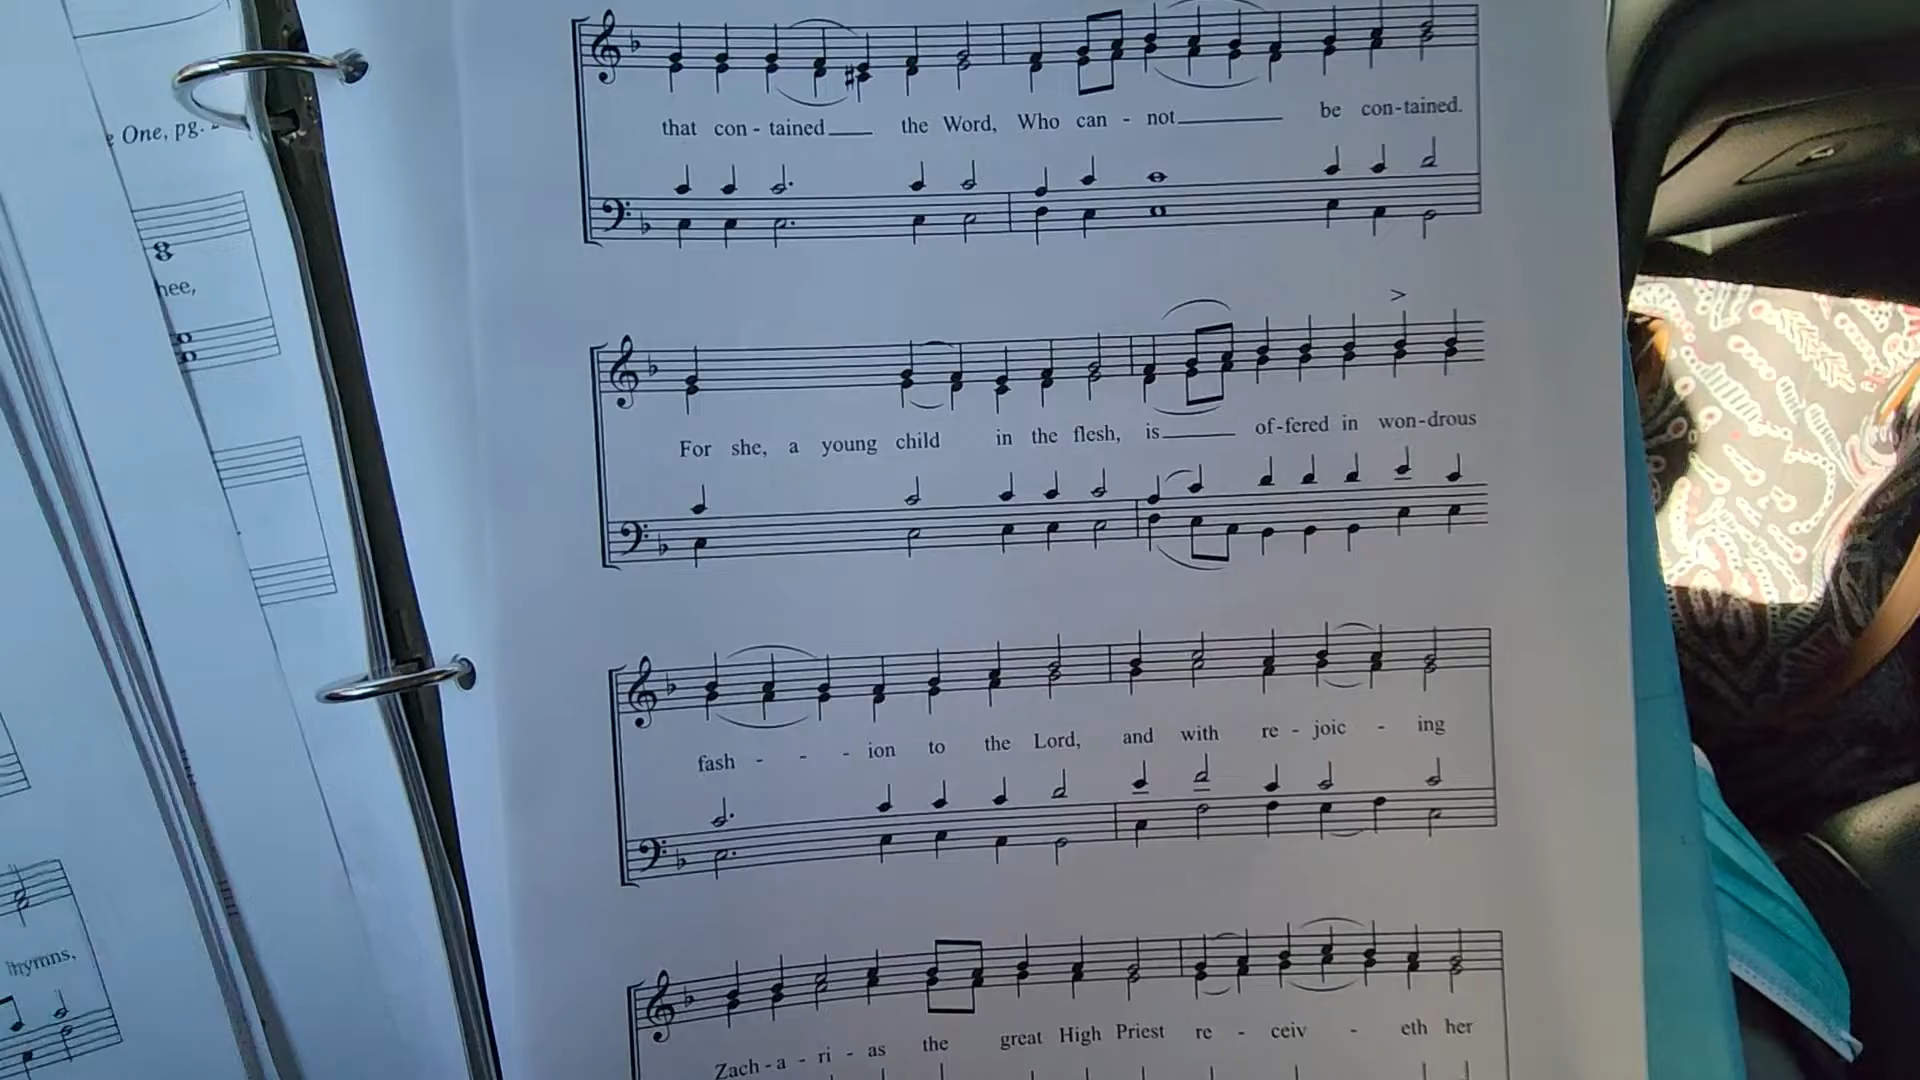 e One, pg.
hee,
hymns,
that con - tained the Word, Who can - not be con-tained.
For she, a young child in the flesh, is of-fered in won-drous
fash - - - ion to the Lord, and with re - joic - ing
Zach - a - ri - as the great High Priest re - ceiv - eth her